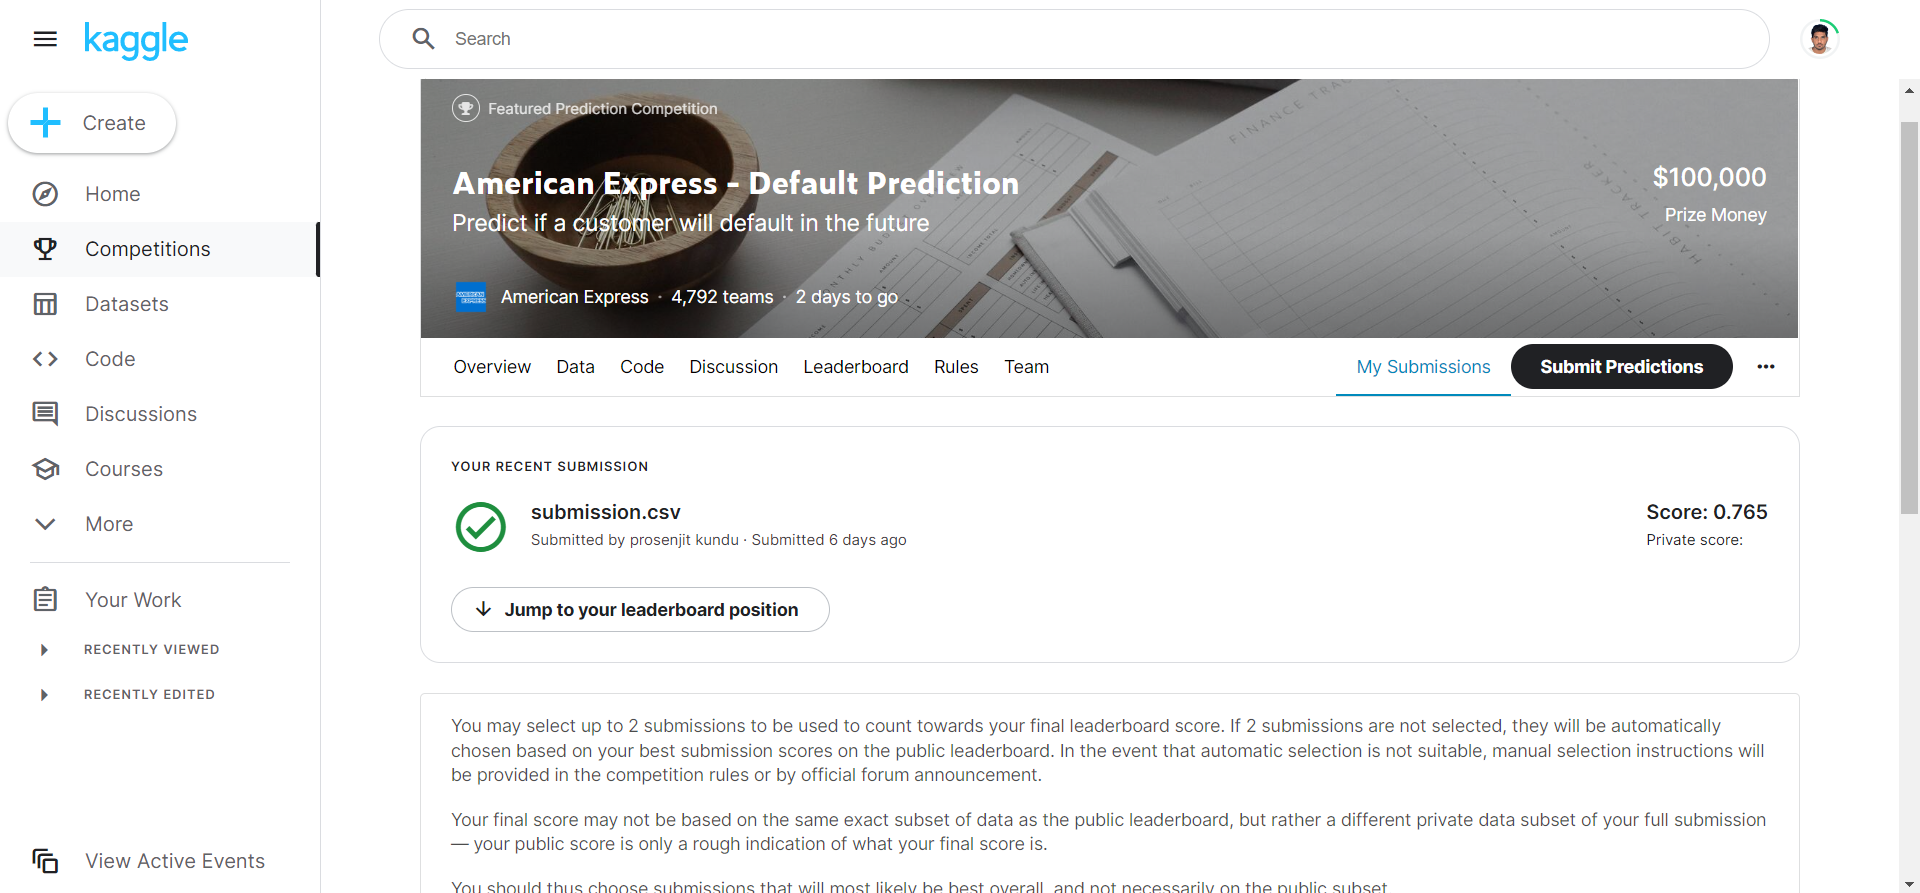 kaggle
Search
Create
Home
Competitions
Datasets
Code
Discussions
Courses
More
Your Work
RECENTLY VIEWED
RECENTLY EDITED
View Active Events
Featured Prediction Competition
American Express - Default Prediction
Predict if a customer will default in the future
$100,000
Prize Money
FINANCE TRA
HABIT TRACKER
AMERICAN EXPRESS
American Express · 4,792 teams · 2 days to go
Overview Data Code Discussion Leaderboard Rules Team My Submissions Submit Predictions
YOUR RECENT SUBMISSION
submission.csv
Submitted by prosenjit kundu · Submitted 6 days ago
Score: 0.765
Private score:
Jump to your leaderboard position
You may select up to 2 submissions to be used to count towards your final leaderboard score. If 2 submissions are not selected, they will be automatically
chosen based on your best submission scores on the public leaderboard. In the event that automatic selection is not suitable, manual selection instructions will
be provided in the competition rules or by official forum announcement.
Your final score may not be based on the same exact subset of data as the public leaderboard, but rather a different private data subset of your full submission
— your public score is only a rough indication of what your final score is.
You should thus choose submissions that will most likely be best overall, and not necessarily on the public subset.